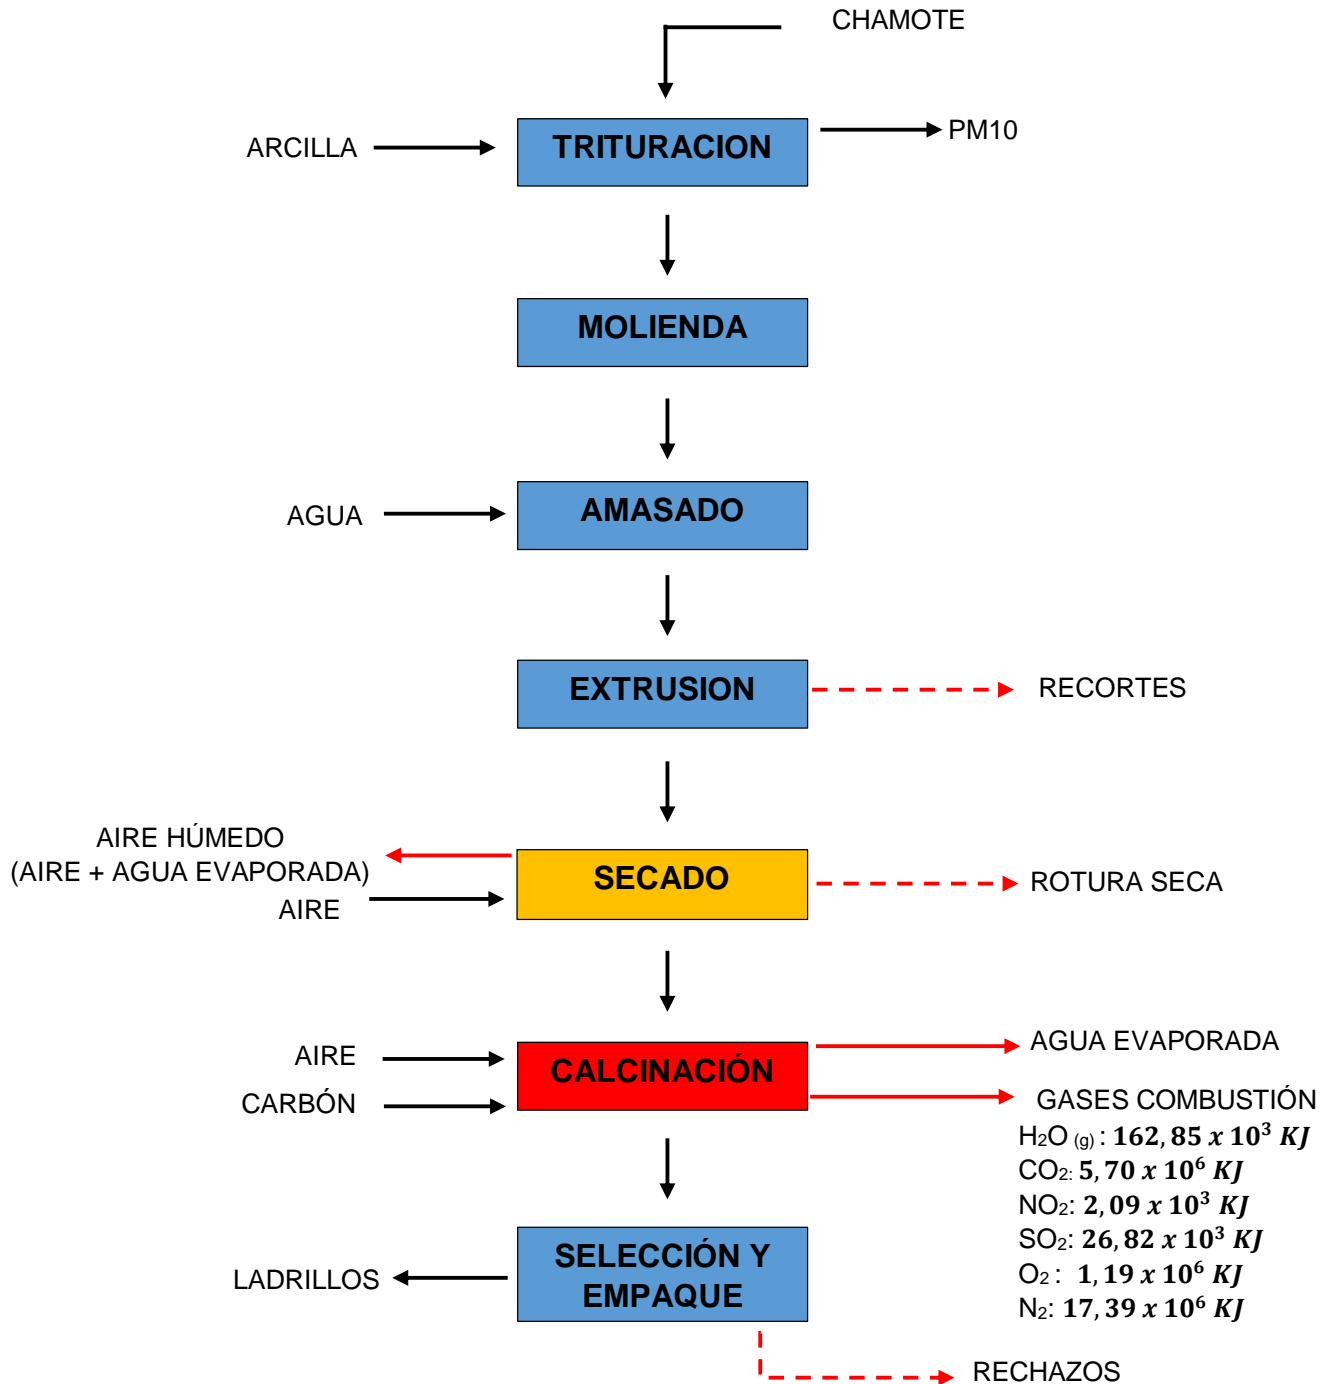 CHAMOTE
TRITURACION
PM10
ARCILLA
MOLIENDA
AGUA
AMASADO
EXTRUSION
RECORTES
AIRE HÚMEDO
(AIRE + AGUA EVAPORADA)
AIRE
SECADO
ROTURA SECA
AIRE
CARBÓN
CALCINACIÓN
AGUA EVAPORADA
GASES COMBUSTIÓN
H₂O (g) : 162,85 x 10³ KJ
CO₂: 5,70 x 10⁶ KJ
NO₂: 2,09 x 10³ KJ
SO₂: 26,82 x 10³ KJ
O₂ : 1,19 x 10⁶ KJ
N₂: 17,39 x 10⁶ KJ
LADRILLOS
SELECCIÓN Y
EMPAQUE
RECHAZOS